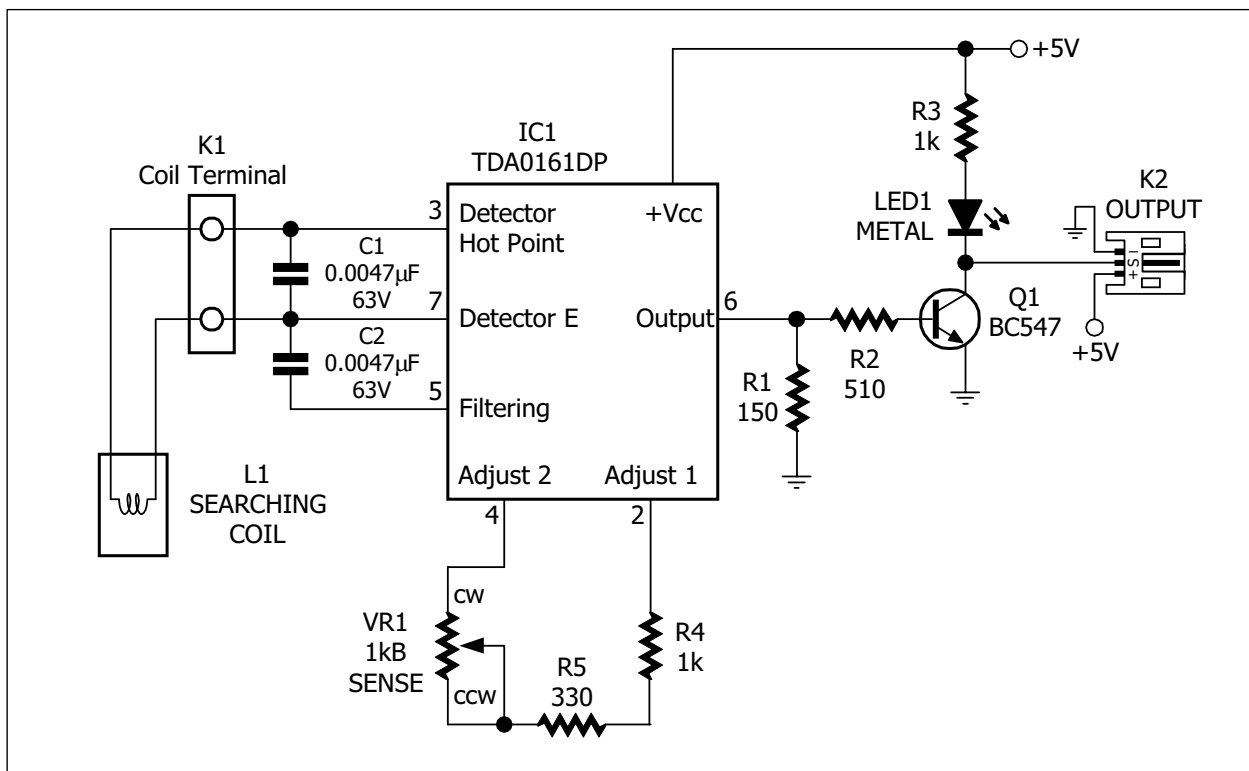 +5V
R3
1k
IC1
TDA0161DP
K1
Coil Terminal
K2
OUTPUT
LED1
METAL
3
Detector
Hot Point
+Vcc
C1
0.0047µF
63V
– S +
7
Detector E
6
Output
Q1
BC547
C2
0.0047µF
63V
R2
510
+5V
R1
150
5
Filtering
L1
SEARCHING
COIL
Adjust 2
Adjust 1
4
2
cw
VR1
1kB
SENSE
ccw
R4
1k
R5
330